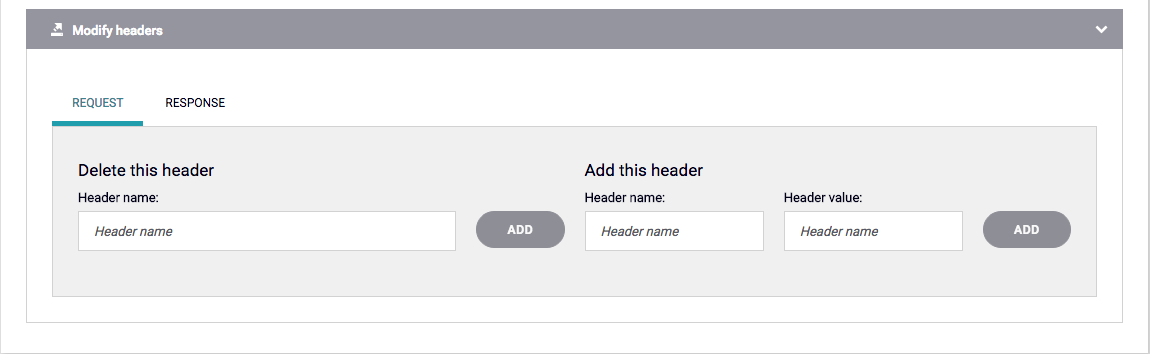 Modify headers
REQUEST RESPONSE
Delete this header Add this header
Header name: Header name: Header value:
Header name ADD Header name Header name ADD